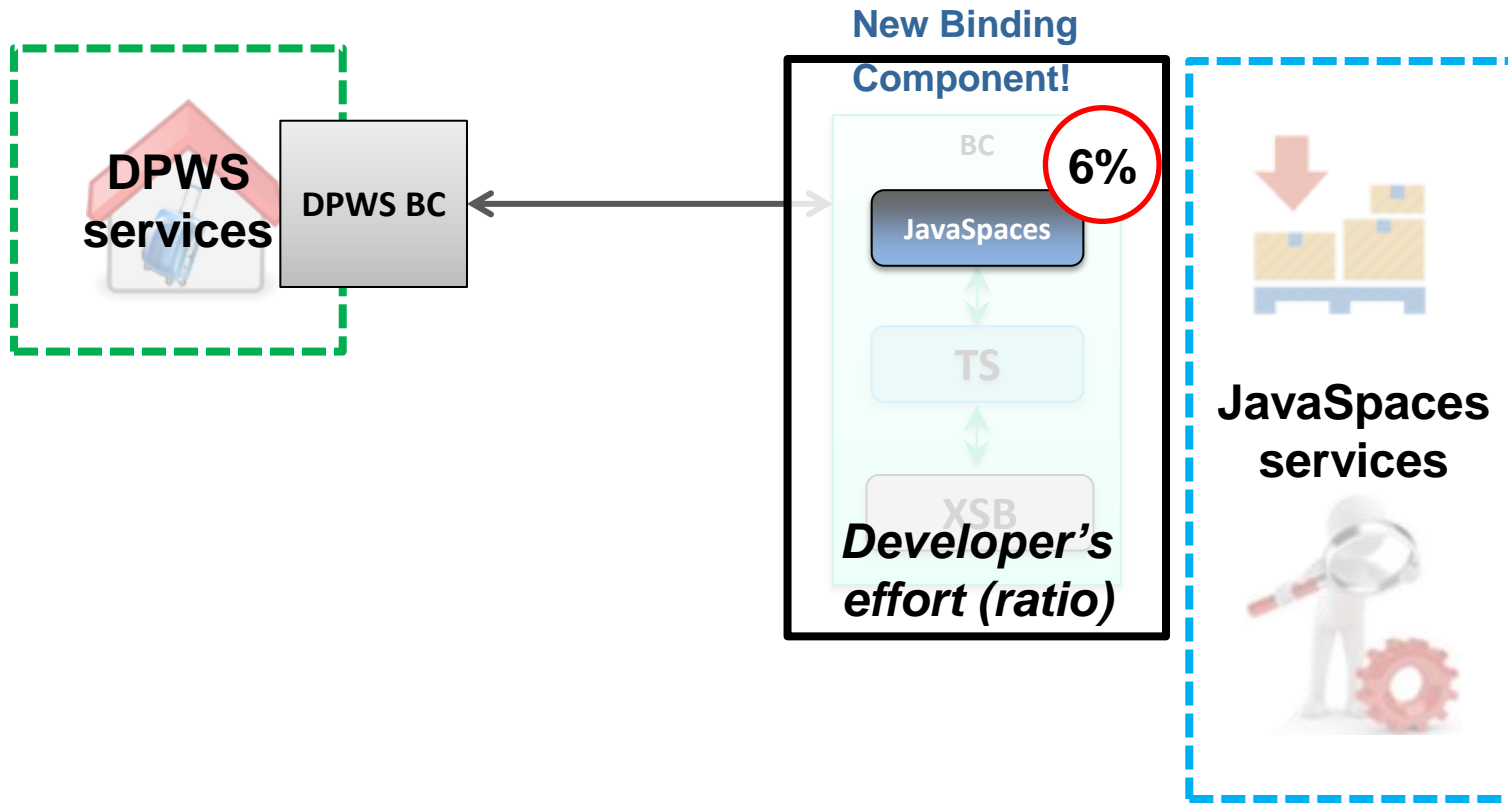 New Binding
Component!
DPWS
services
DPWS BC
BC
6%
JavaSpaces
TS
XSB
Developer’s
effort (ratio)
JavaSpaces
services